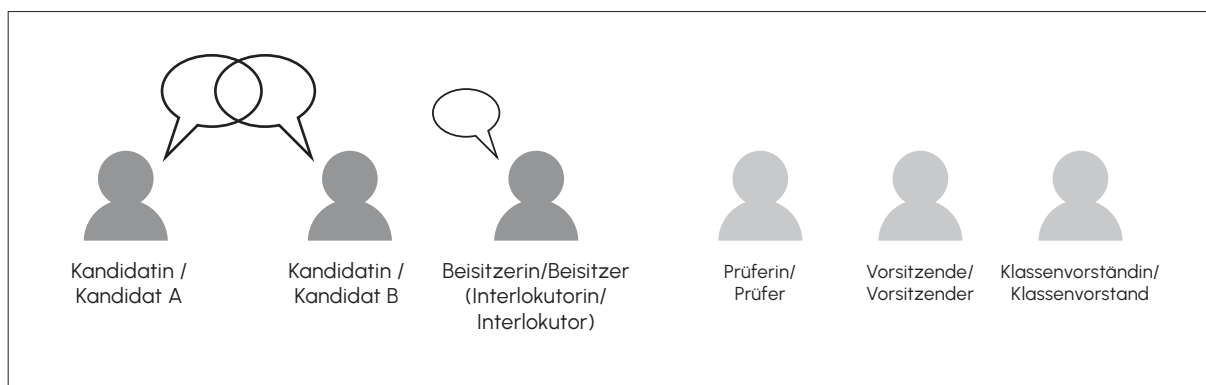 Kandidatin /
Kandidat A
Kandidatin /
Kandidat B
Beisitzerin/Beisitzer
(Interlokutorin/
Interlokutor)
Prüferin/
Prüfer
Vorsitzende/
Vorsitzender
Klassenvorständin/
Klassenvorstand